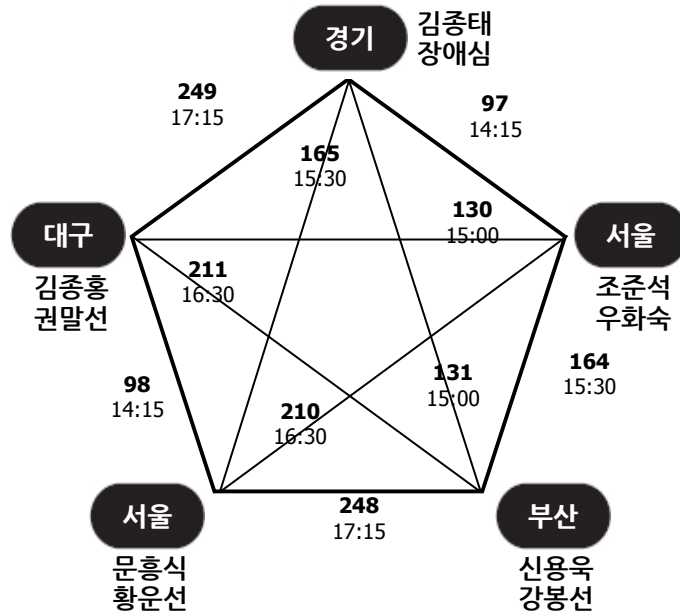 경기
김종태
장애심
249
17:15
97
14:15
165
15:30
130
15:00
대구
김종홍
권말선
서울
조준석
우화숙
211
16:30
98
14:15
131
15:00
164
15:30
210
16:30
서울
문흥식
황운선
248
17:15
부산
신용욱
강봉선